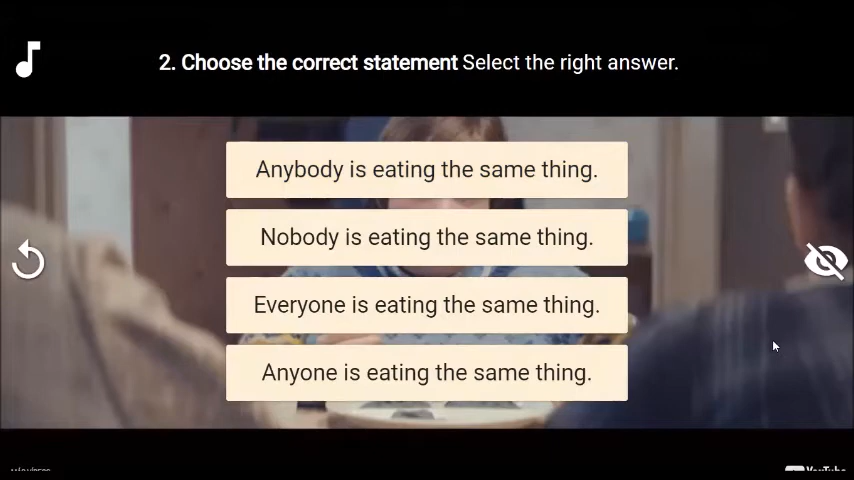 2. Choose the correct statement Select the right answer.
Anybody is eating the same thing.
Nobody is eating the same thing.
Everyone is eating the same thing.
Anyone is eating the same thing.
YouTube